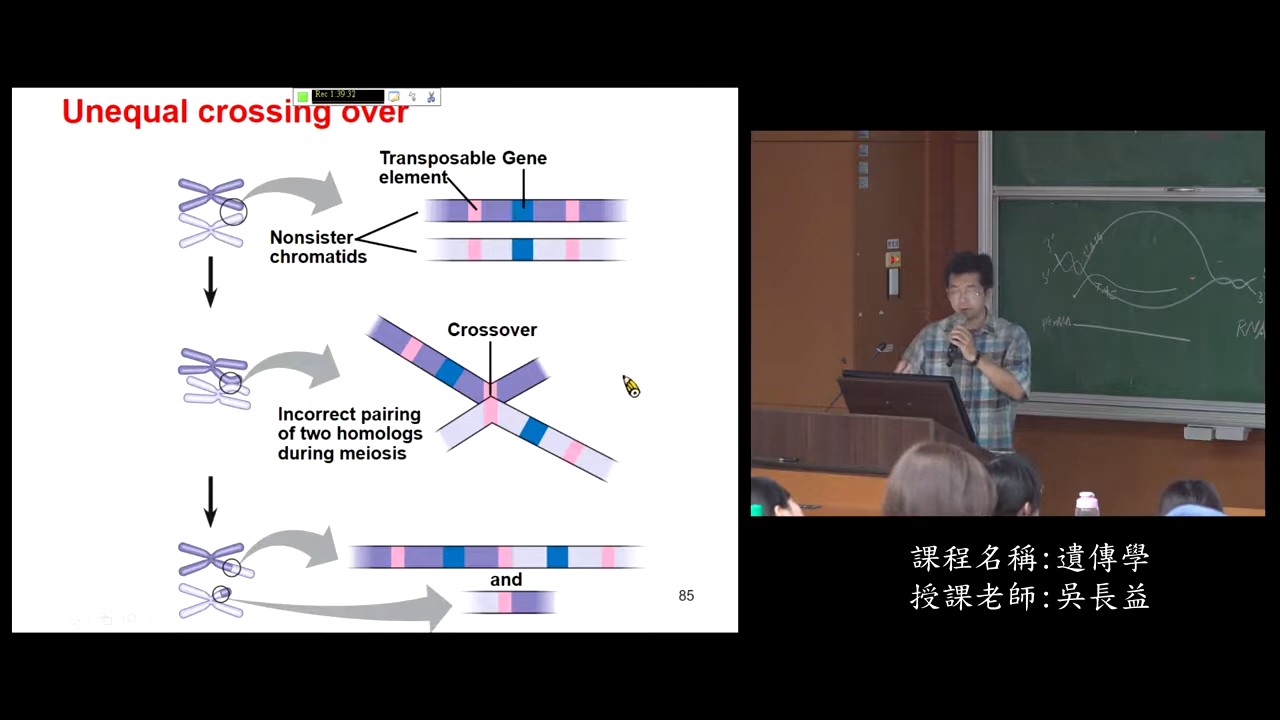 Rec 1:39:37
Unequal crossing over
Transposable Gene
element
Nonsister
chromatids
Crossover
Incorrect pairing
of two homologs
during meiosis
and
85
RNA
課程名稱:遺傳學
授課老師:吳長益